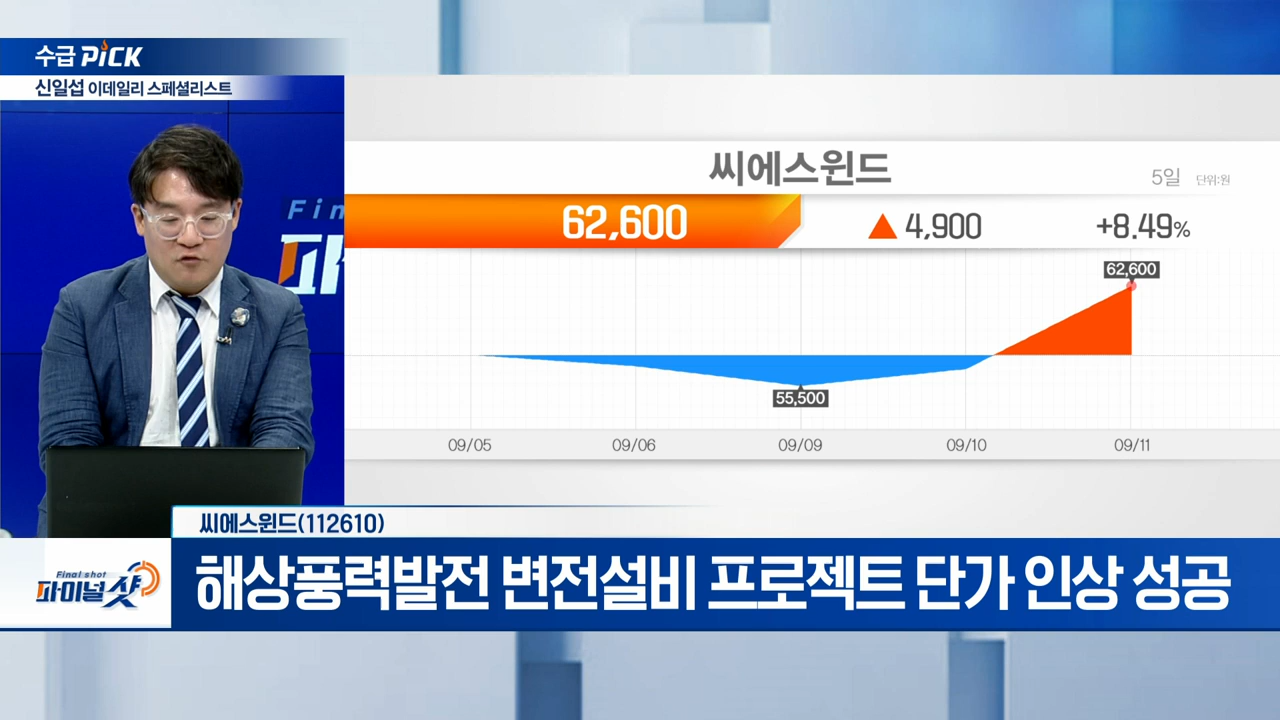 수급 PiCK
신일섭 이데일리 스페셜리스트
Fin
파
씨에스윈드
5일 단위:원
62,600 ▲ 4,900 +8.49%
62,600
55,500
09/05 09/06 09/09 09/10 09/11
씨에스윈드(112610)
Final shot
파이널샷
해상풍력발전 변전설비 프로젝트 단가 인상 성공